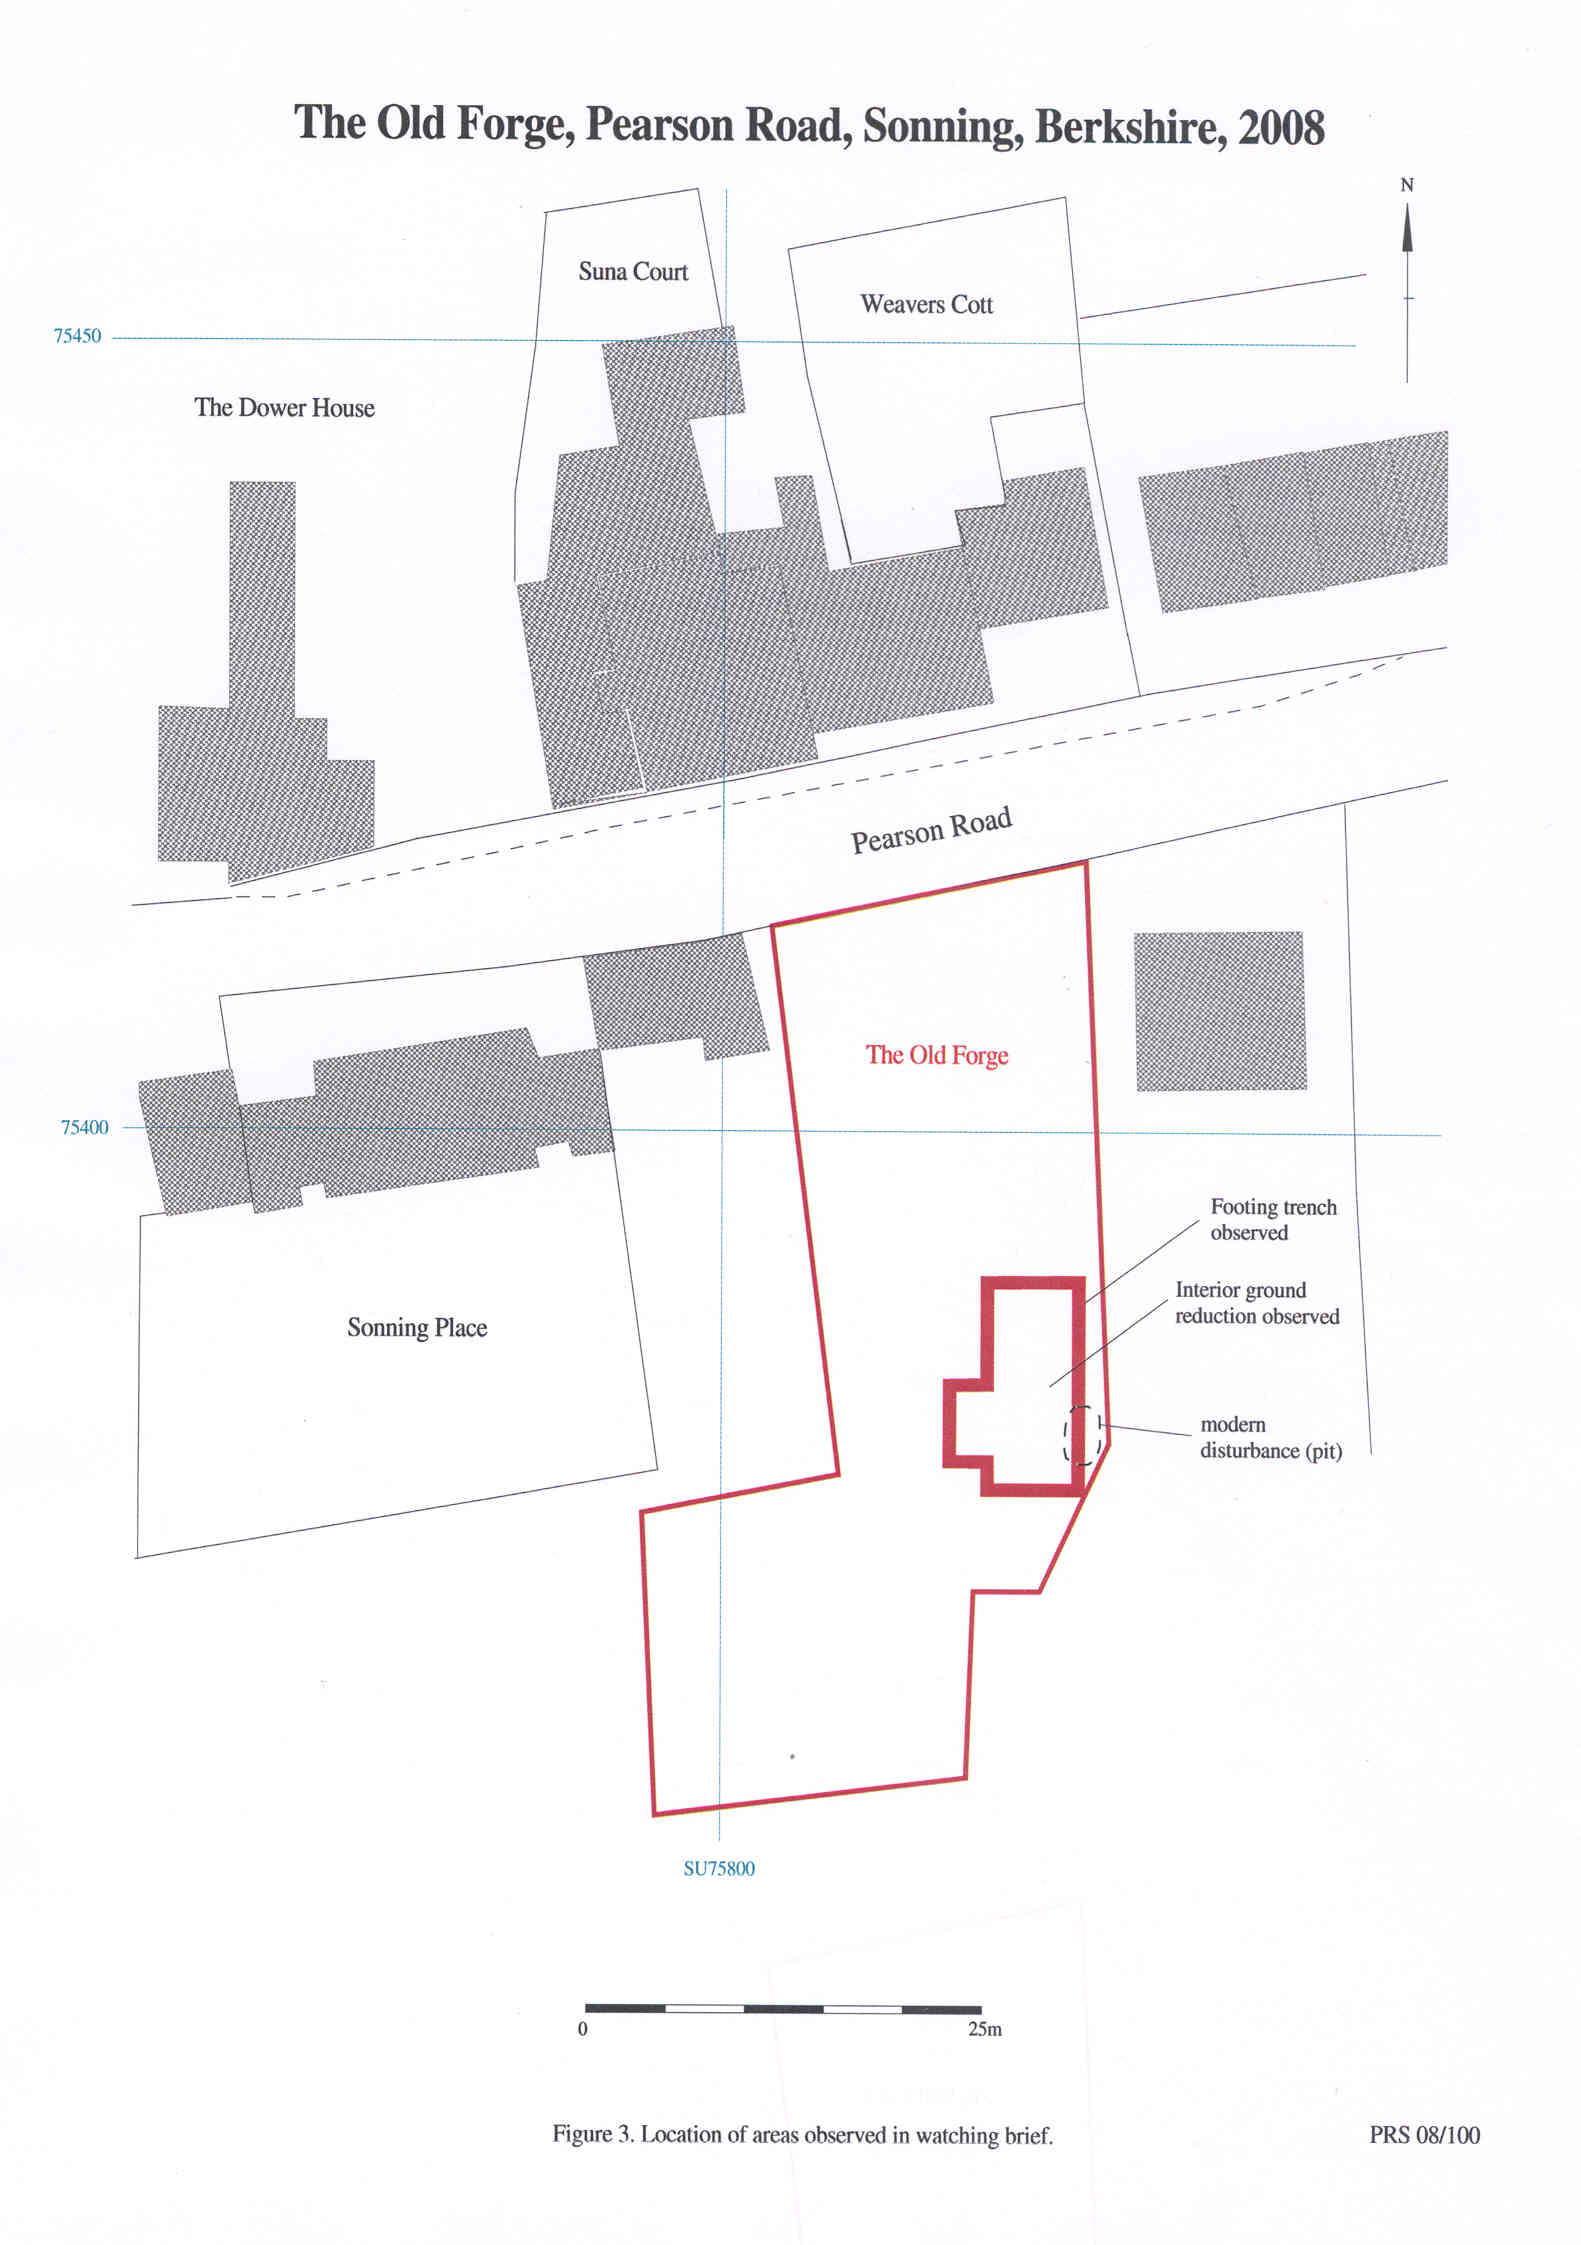 The Old Forge, Pearson Road, Sonning, Berkshire, 2008
N
Suna Court
Weavers Cott
75450
The Dower House
Pearson Road
The Old Forge
75400
Footing trench
observed
Interior ground
reduction observed
Sonning Place
modern
disturbance (pit)
SU75800
0
25m
Figure 3. Location of areas observed in watching brief.
PRS 08/100